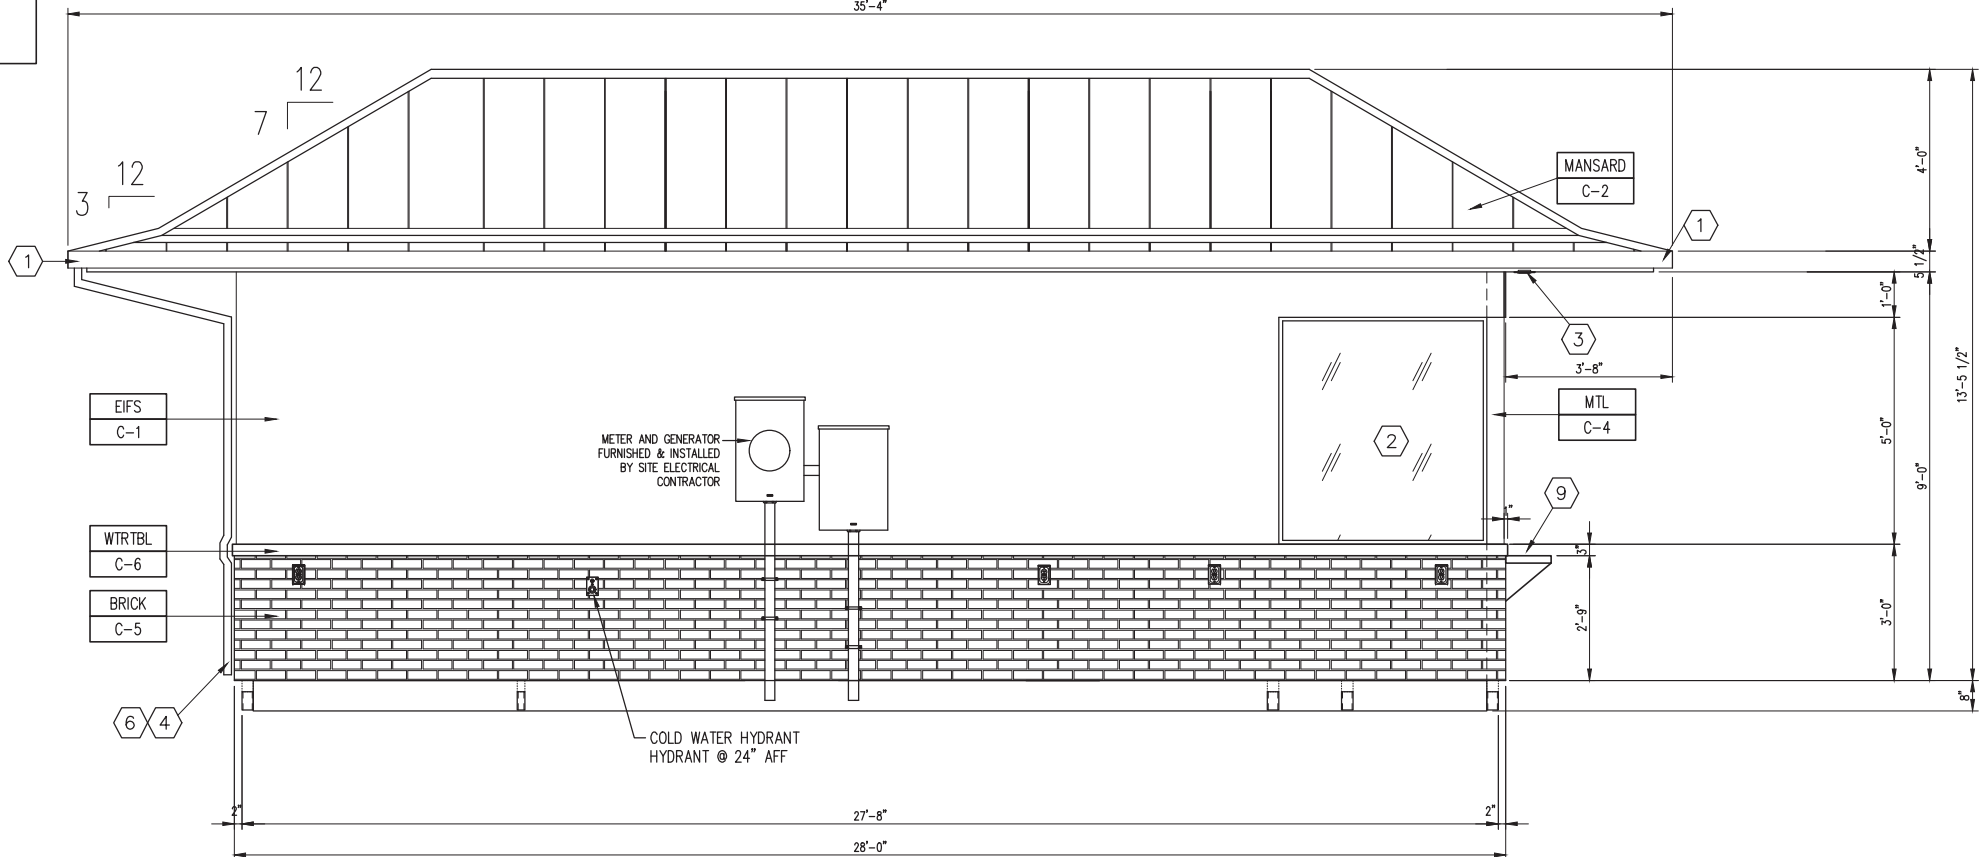 35'-4"
12
7
12
3
MANSARD
C-2
1
1
4'-0"
5 1/2"
1'-0"
3
3'-8"
13'-5 1/2"
EIFS
C-1
MTL
C-4
METER AND GENERATOR
FURNISHED & INSTALLED
BY SITE ELECTRICAL
CONTRACTOR
2
5'-0"
9'-0"
9
1"
WTRTBL
C-6
3"
BRICK
C-5
2'-9"
3'-0"
8"
6
4
COLD WATER HYDRANT
HYDRANT @ 24" AFF
2"
27'-8"
2"
28'-0"